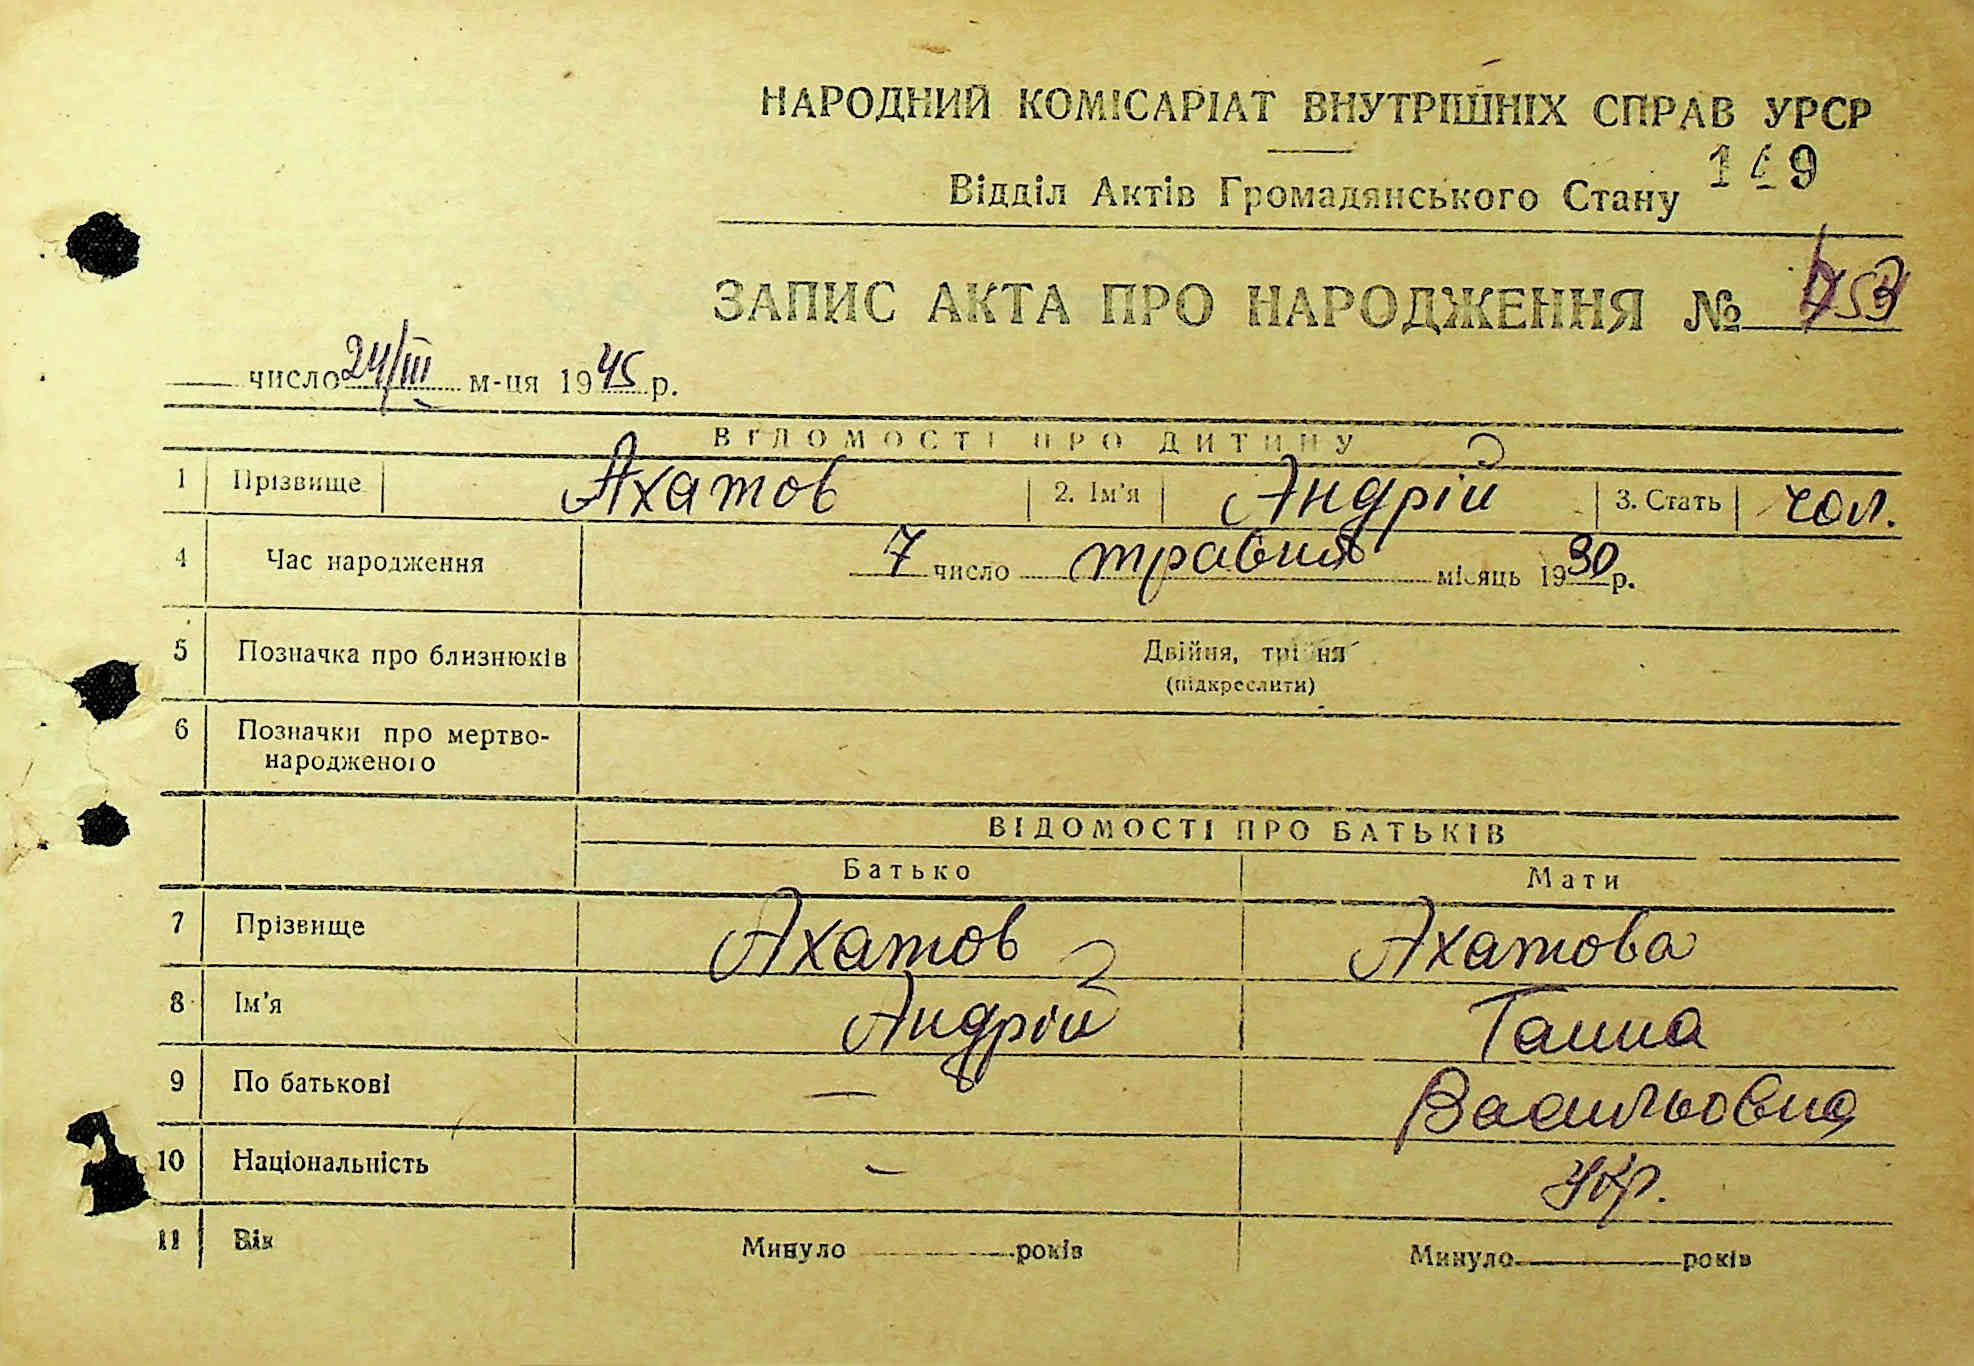 НАРОДНИЙ КОМІСАРІАТ ВНУТРІШНІХ СПРАВ УРСР
149
Відділ Актів Громадянського Стану
ЗАПИС АКТА ПРО НАРОДЖЕННЯ №
число 24/III м-ця 1945 р.
ВІДОМОСТІ ПРО ДИТИНУ
1 Прізвище Ахатов 2. Ім'я Андрій 3. Стать чол.
4 Час народження 7 число травня місяць 1930 р.
5 Позначка про близнюків Двійня, трійня
(підкреслити)
6 Позначки про мертво-
народженого
ВІДОМОСТІ ПРО БАТЬКІВ
Батько Мати
7 Прізвище Ахатов Ахатова
8 Ім'я Андрій Ганна
9 По батькові — Васильовна
10 Національність — укр.
11 Вік Минуло років Минуло років